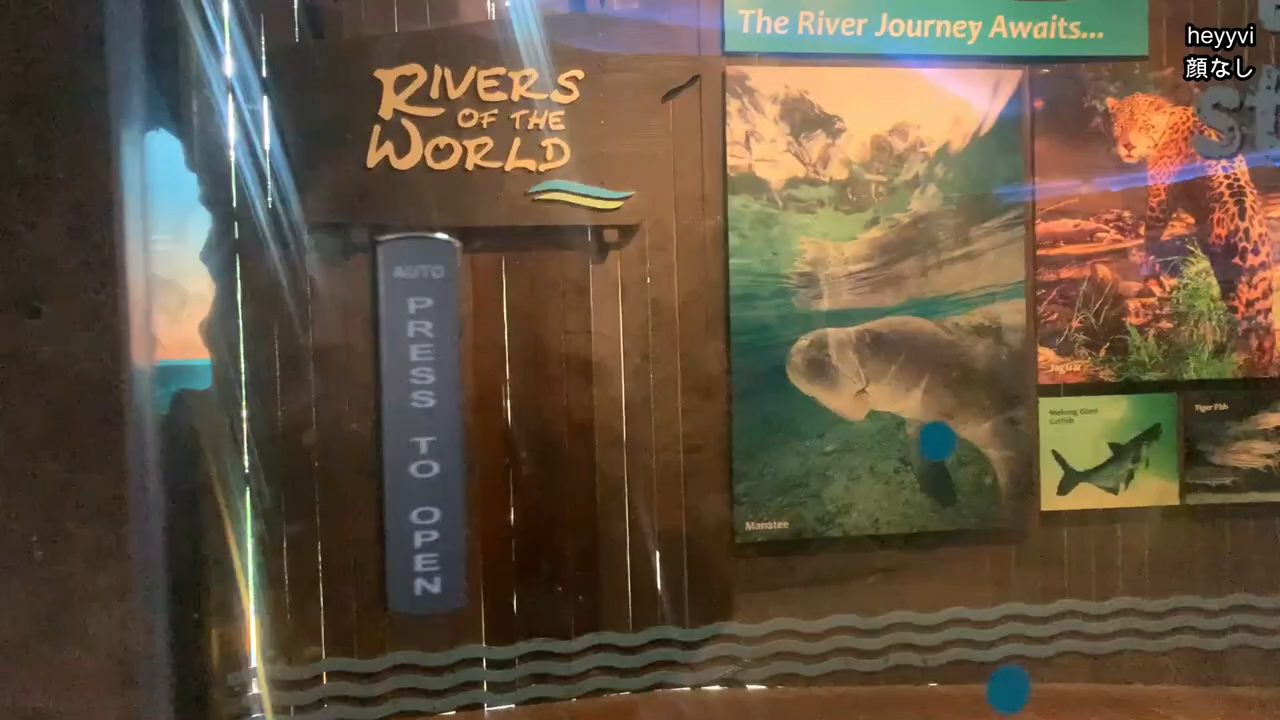 The River Journey Awaits...
heyyvi
顔なし
RIVERS
OF THE
WORLD
AUTO
PRESS TO OPEN
Manatee
Jaguar
Mekong Giant
Catfish
Tiger Fish